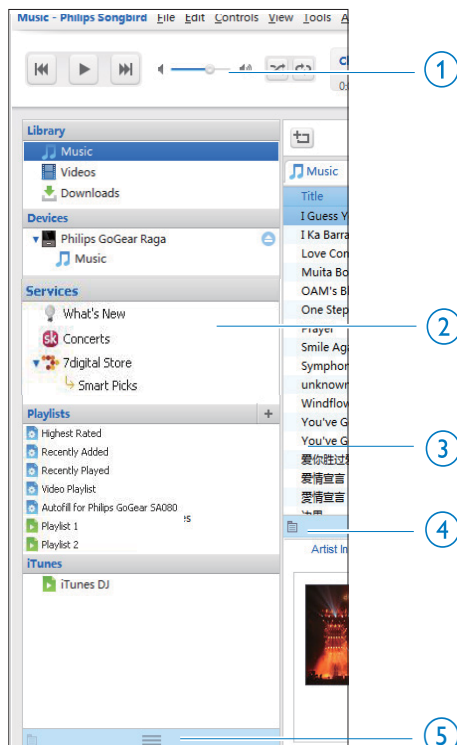 Music - Philips Songbird File Edit Controls View Tools
1
Library
Music
Videos
Downloads
Devices
Philips GoGear Raga
Music
Music
Title
I Guess
I Ka Barra
Love Con
Muita Bo
OAM's
One Step
Prayer
Smile Aga
Symphor
unknown
Windflow
You've G
You've G
爱你胜过
爱情宣言
愛情宣言
Services
What's New
sk Concerts
7digital Store
Smart Picks
2
3
Playlists +
Highest Rated
Recently Added
Recently Played
Video Playlist
Autofill for Philips GoGear SA080
Playlist 1
Playlist 2
4
iTunes
iTunes DJ
Artist In
5